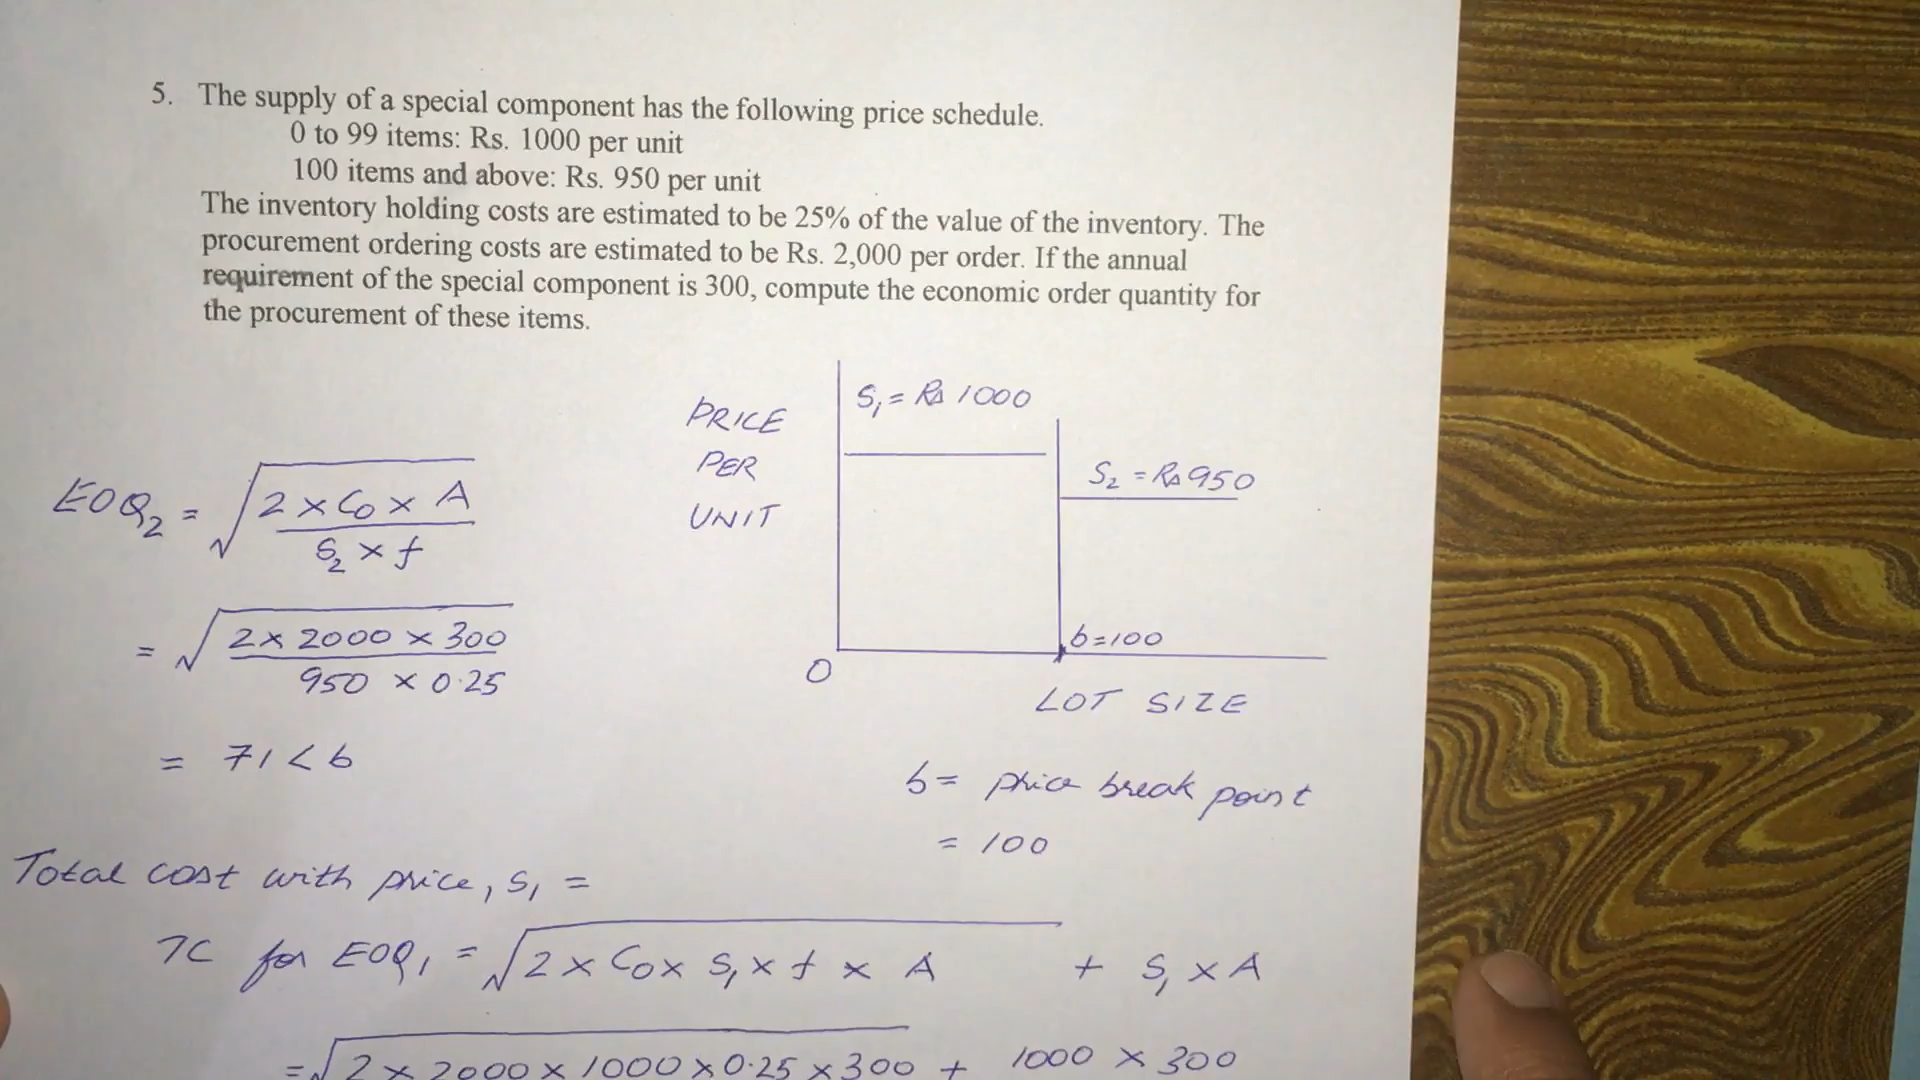 5. The supply of a special component has the following price schedule.
0 to 99 items: Rs. 1000 per unit
100 items and above: Rs. 950 per unit
The inventory holding costs are estimated to be 25% of the value of the inventory. The
procurement ordering costs are estimated to be Rs. 2,000 per order. If the annual
requirement of the special component is 300, compute the economic order quantity for
the procurement of these items.
PRICE
PER
UNIT
S₁ = Rs 1000
S₂ = Rs 950
b=100
O
LOT SIZE
b = price break point
= 100
EOQ₂ = √(2 × Co × A
S₂ × f)
= √(2 × 2000 × 300
950 × 0.25)
= 71 < b
Total cost with price, S₁ =
TC for EOQ₁ = √(2 × Co × S₁ × f × A) + S₁ × A
= √(2 × 2000 × 1000 × 0.25 × 300) + 1000 × 300